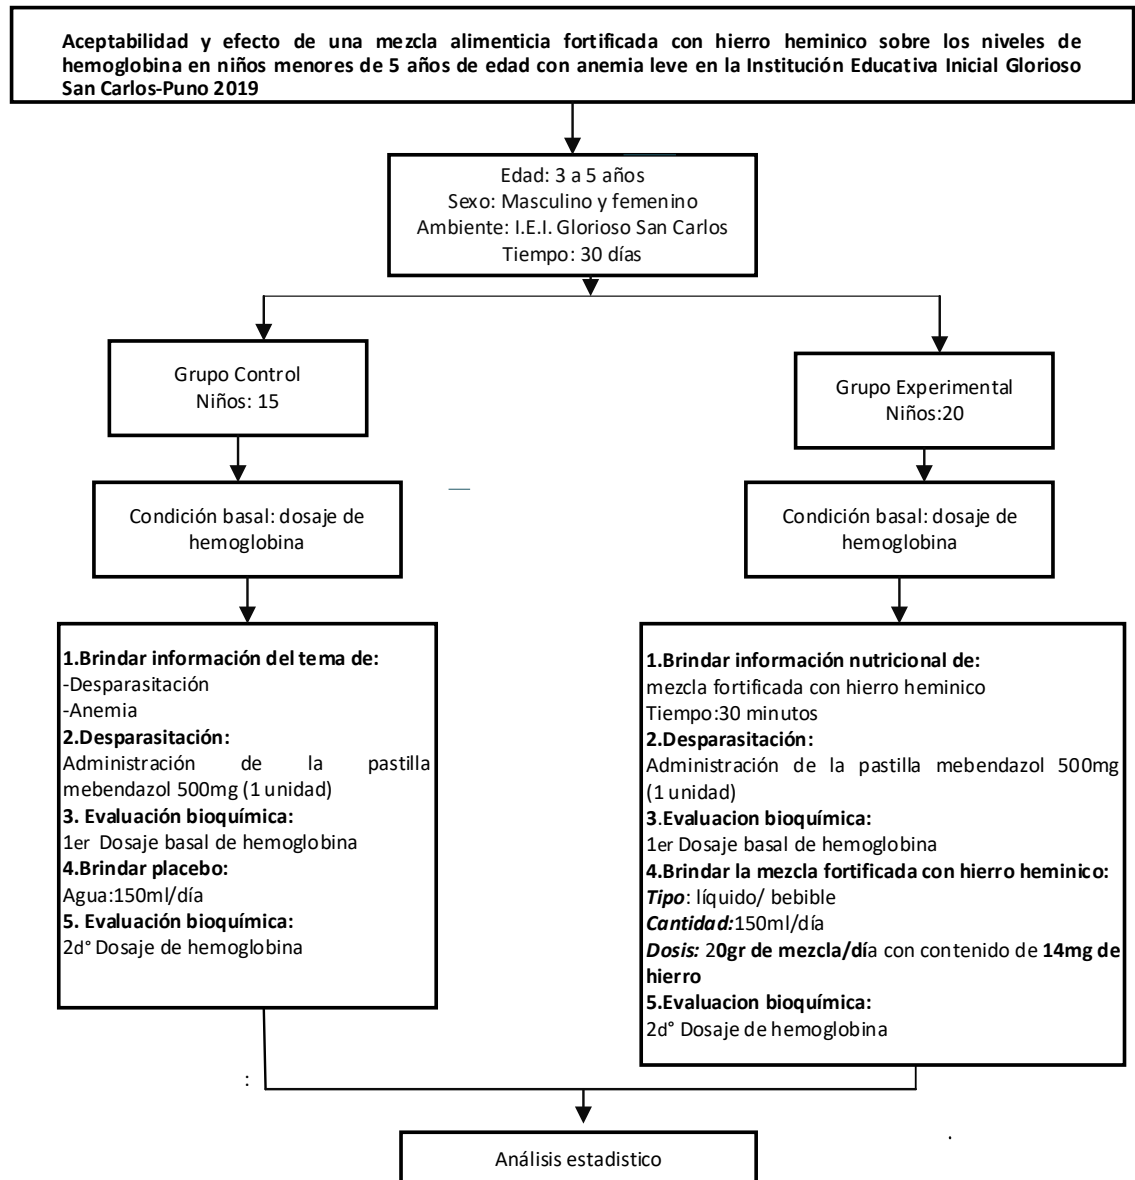 Aceptabilidad y efecto de una mezcla alimenticia fortificada con hierro heminico sobre los niveles de
hemoglobina en niños menores de 5 años de edad con anemia leve en la Institución Educativa Inicial Glorioso
San Carlos-Puno 2019
Edad: 3 a 5 años
Sexo: Masculino y femenino
Ambiente: I.E.I. Glorioso San Carlos
Tiempo: 30 días
Grupo Control
Niños: 15
Grupo Experimental
Niños:20
Condición basal: dosaje de
hemoglobina
Condición basal: dosaje de
hemoglobina
1.Brindar información del tema de:
-Desparasitación
-Anemia
2.Desparasitación:
Administración de la pastilla
mebendazol 500mg (1 unidad)
3. Evaluación bioquímica:
1er Dosaje basal de hemoglobina
4.Brindar placebo:
Agua:150ml/día
5. Evaluación bioquímica:
2d° Dosaje de hemoglobina
1.Brindar información nutricional de:
mezcla fortificada con hierro heminico
Tiempo:30 minutos
2.Desparasitación:
Administración de la pastilla mebendazol 500mg
(1 unidad)
3.Evaluacion bioquímica:
1er Dosaje basal de hemoglobina
4.Brindar la mezcla fortificada con hierro heminico:
Tipo: líquido/ bebible
Cantidad:150ml/día
Dosis: 20gr de mezcla/día con contenido de 14mg de
hierro
5.Evaluacion bioquímica:
2d° Dosaje de hemoglobina
:
.
Análisis estadistico